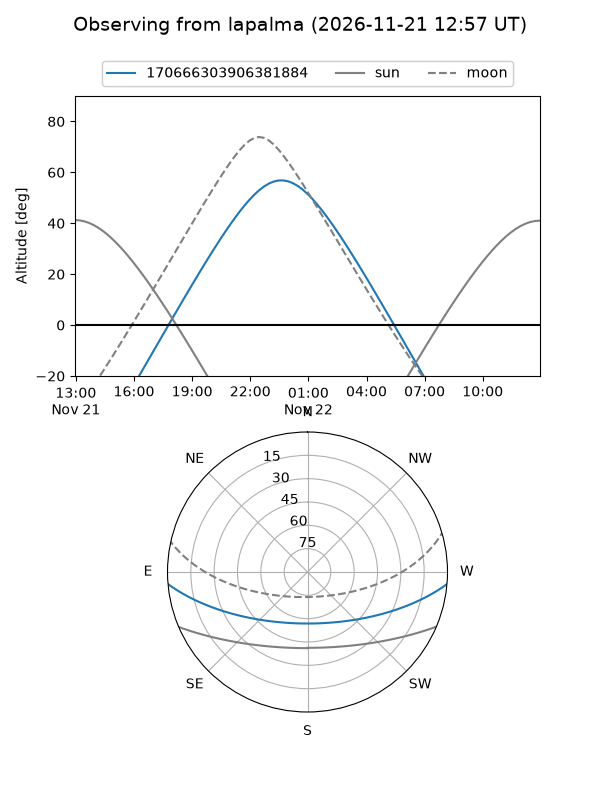 Observing from lapalma (2026-11-21 12:57 UT)
170666303906381884 sun moon
Altitude [deg]
80
60
40
20
0
−20
13:00 16:00 19:00 22:00 01:00 04:00 07:00 10:00
Nov 21 Nov 22
N
NE NW
15
30
45
60
75
E W
SE SW
S